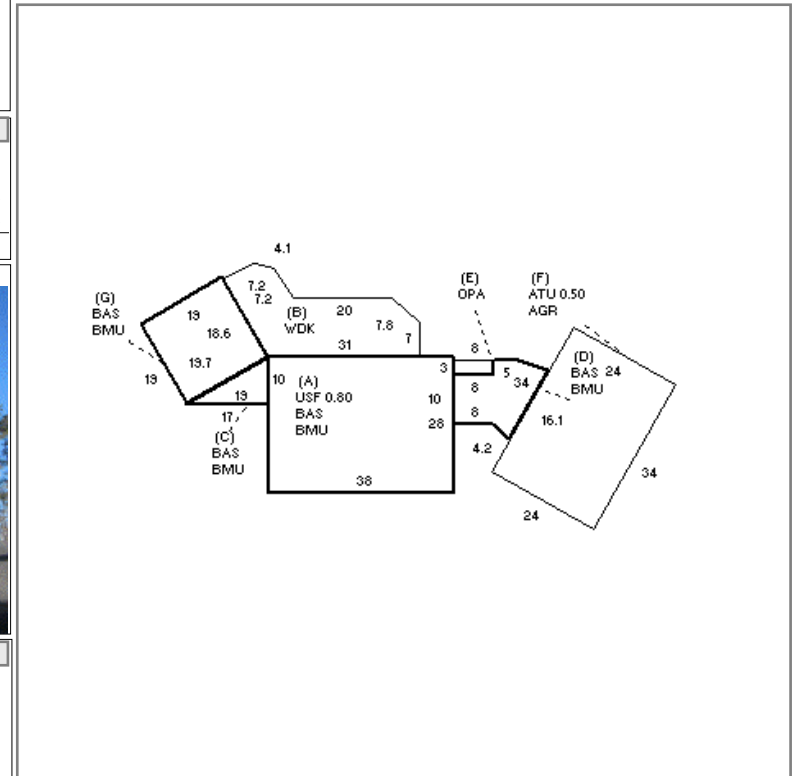 4.1
(G)
BAS
BMU
7.2
7.2
(E)
OPA
(F)
ATU 0.50
AGR
19
18.6
(B)
WDK
20
7.8
31
7
8
19.7
19
3
5
34
(D)
BAS 24
BMU
10
(A)
USF 0.80
BAS
BMU
19
10
8
17
28
8
16.1
(C)
BAS
BMU
4.2
38
34
24